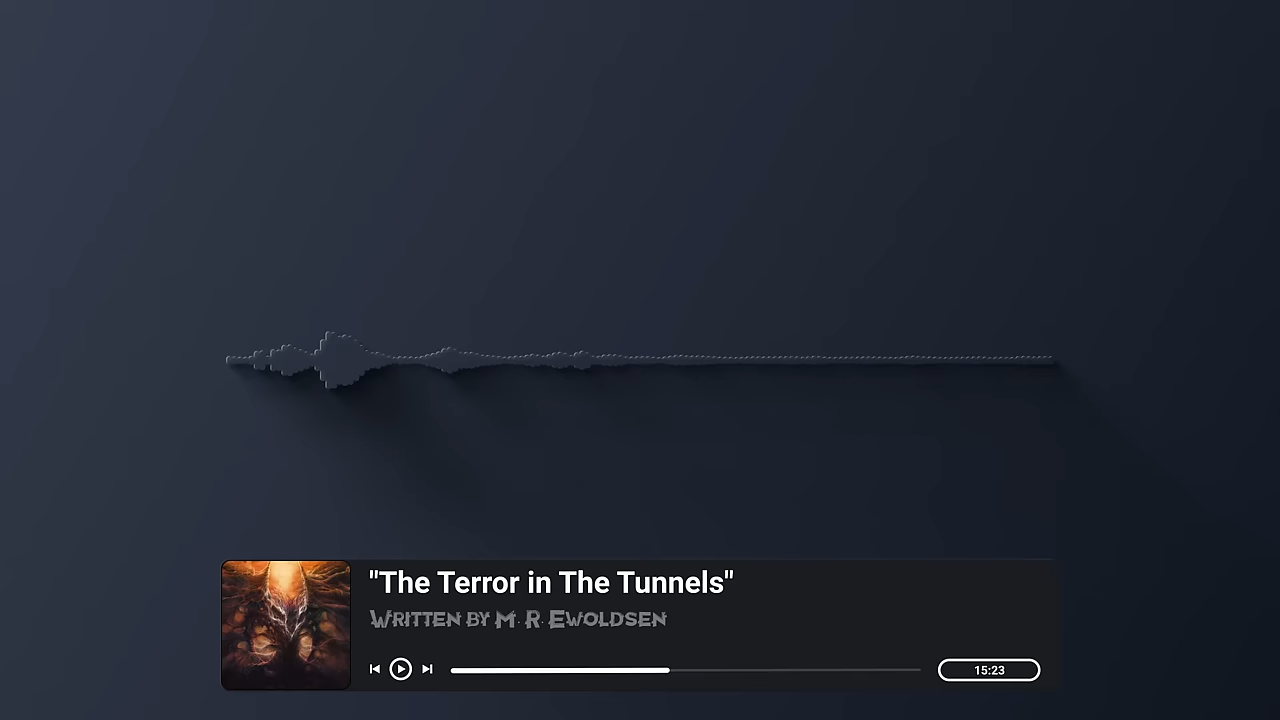 "The Terror in The Tunnels"
Written by M. R. Ewoldsen
15:23